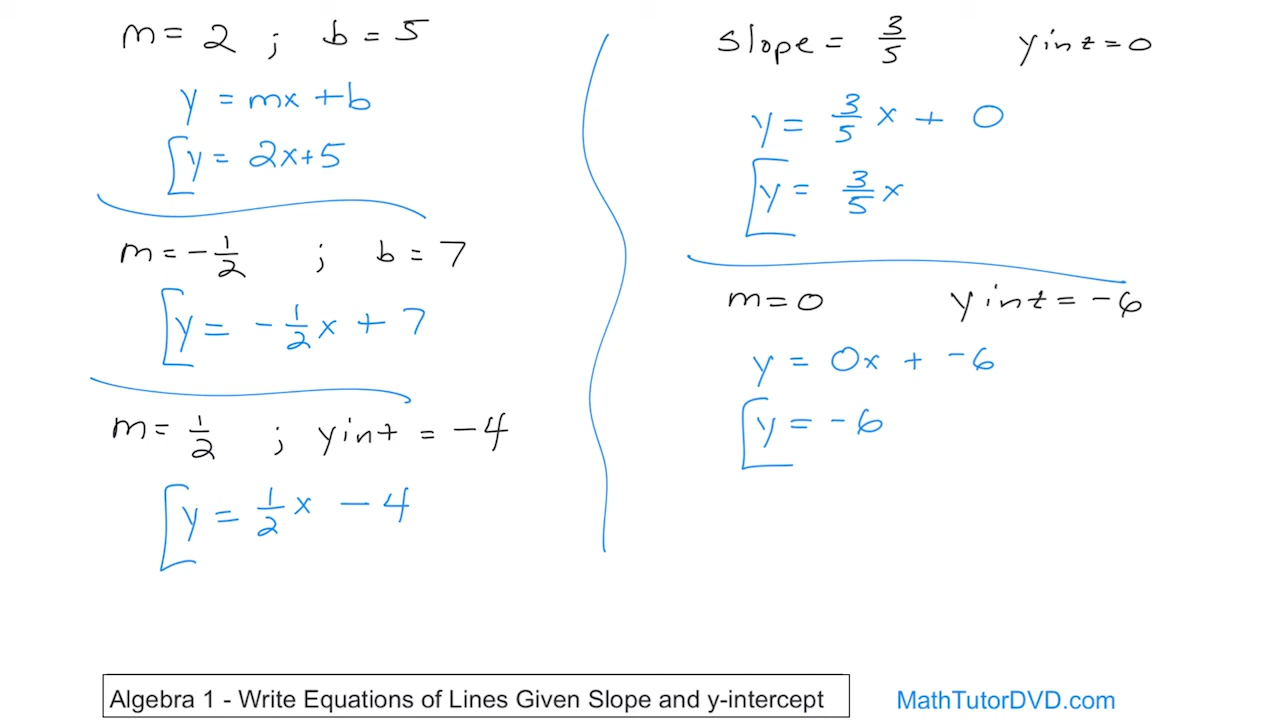 m = 2 ; b = 5
y = mx + b
y = 2x + 5
m = -1/2 ; b = 7
y = -1/2 x + 7
m = 1/2 ; yint = -4
y = 1/2 x - 4
slope = 3/5 yint = 0
y = 3/5 x + 0
y = 3/5 x
m = 0 yint = -6
y = 0x + -6
y = -6
Algebra 1 - Write Equations of Lines Given Slope and y-intercept
MathTutorDVD.com